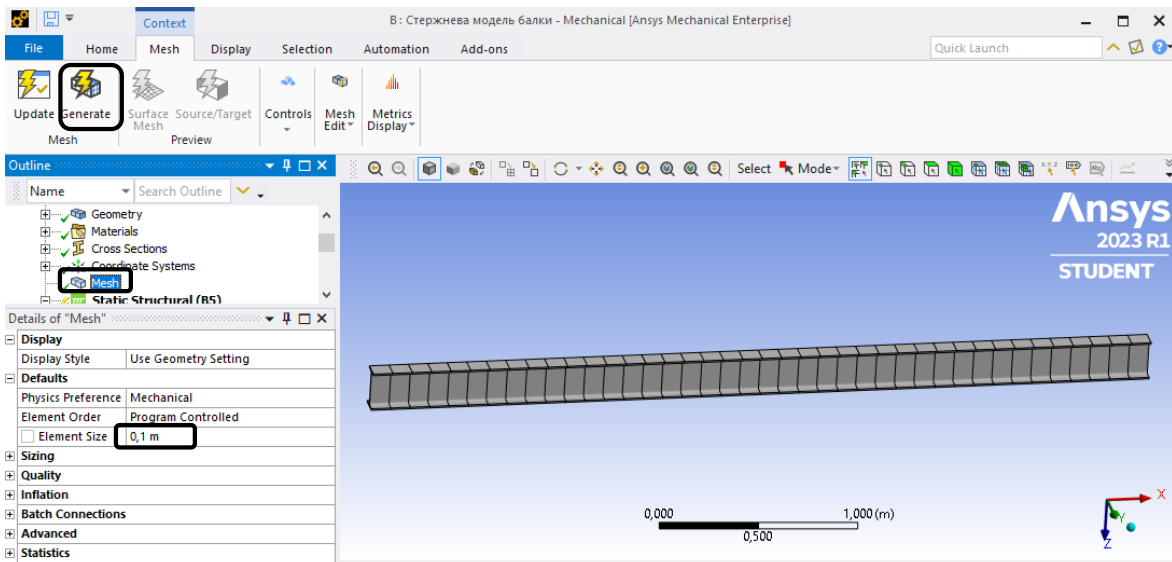 Context
B : Стержнева модель балки - Mechanical [Ansys Mechanical Enterprise]
File Home Mesh Display Selection Automation Add-ons Quick Launch
Update Generate Surface Mesh Source/Target Controls Mesh Edit Metrics Display
Mesh Preview
Outline
Select Mode
Name Search Outline
Geometry
Materials
Cross Sections
Coordinate Systems
Mesh
Static Structural (B5)
Details of "Mesh"
Display
Display Style Use Geometry Setting
Defaults
Physics Preference Mechanical
Element Order Program Controlled
Element Size 0,1 m
Sizing
Quality
Inflation
Batch Connections
Advanced
Statistics
Ansys
2023 R1
STUDENT
0,000 1,000 (m)
0,500
X
Y
Z